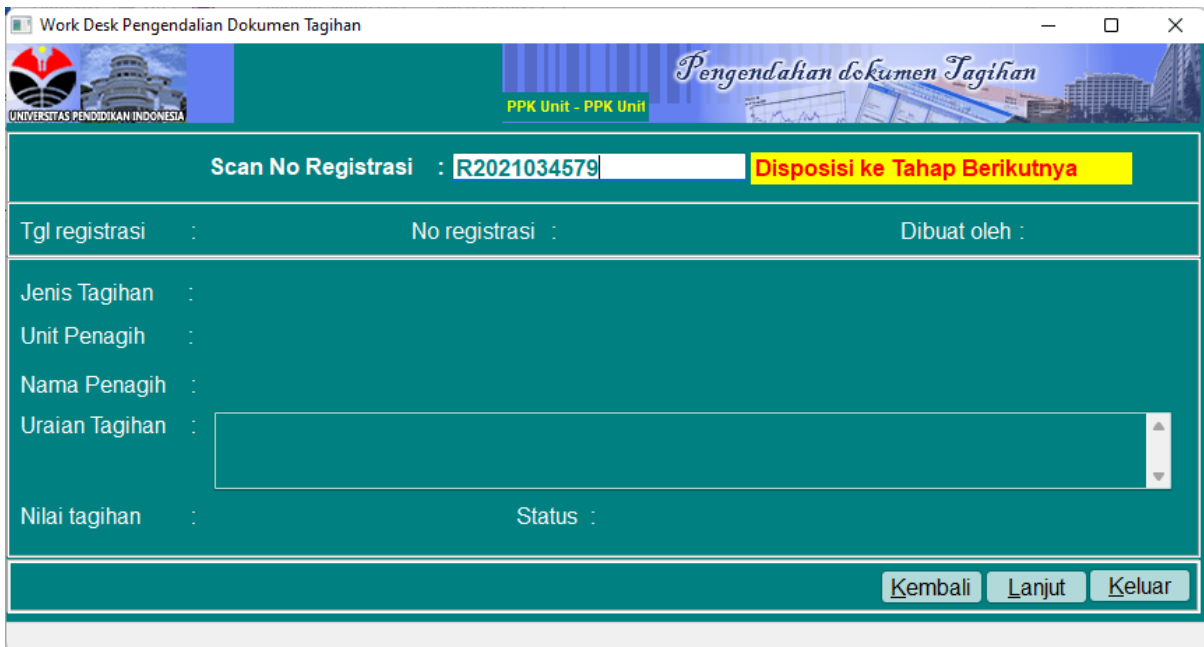 Work Desk Pengendalian Dokumen Tagihan
Pengendalian dokumen Tagihan
PPK Unit - PPK Unit
UNIVERSITAS PENDIDIKAN INDONESIA
Scan No Registrasi : R2021034579 Disposisi ke Tahap Berikutnya
Tgl registrasi : No registrasi : Dibuat oleh :
Jenis Tagihan :
Unit Penagih :
Nama Penagih :
Uraian Tagihan :
Nilai tagihan : Status :
Kembali Lanjut Keluar